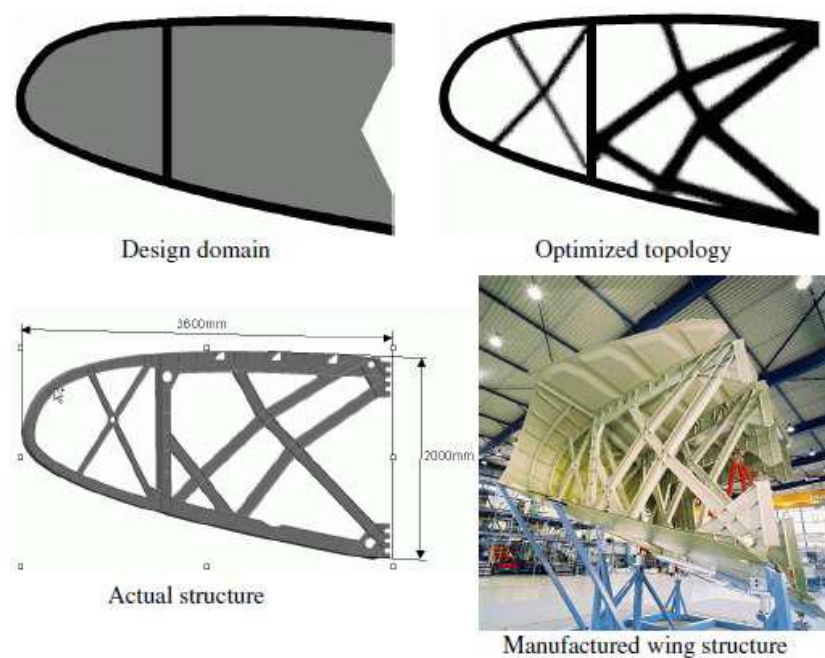 Design domain
Optimized topology
3600mm
2000mm
Actual structure
Manufactured wing structure